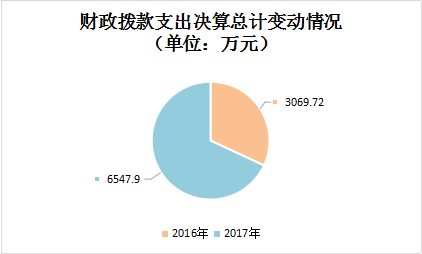 财政拨款支出决算总计变动情况
（单位：万元）
3069.72
6547.9
2016年 2017年